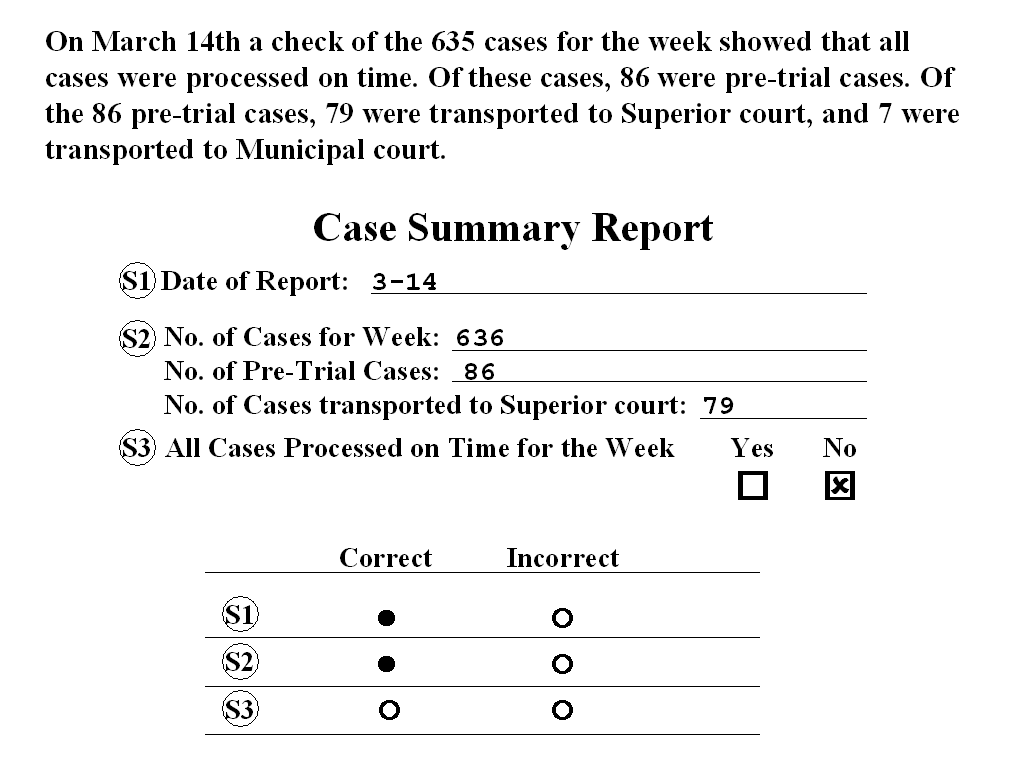 On March 14th a check of the 635 cases for the week showed that all
cases were processed on time. Of these cases, 86 were pre-trial cases. Of
the 86 pre-trial cases, 79 were transported to Superior court, and 7 were
transported to Municipal court.
Case Summary Report
S1 Date of Report: 3-14
S2 No. of Cases for Week: 636
No. of Pre-Trial Cases: 86
No. of Cases transported to Superior court: 79
S3 All Cases Processed on Time for the Week Yes No
Correct Incorrect
S1
S2
S3